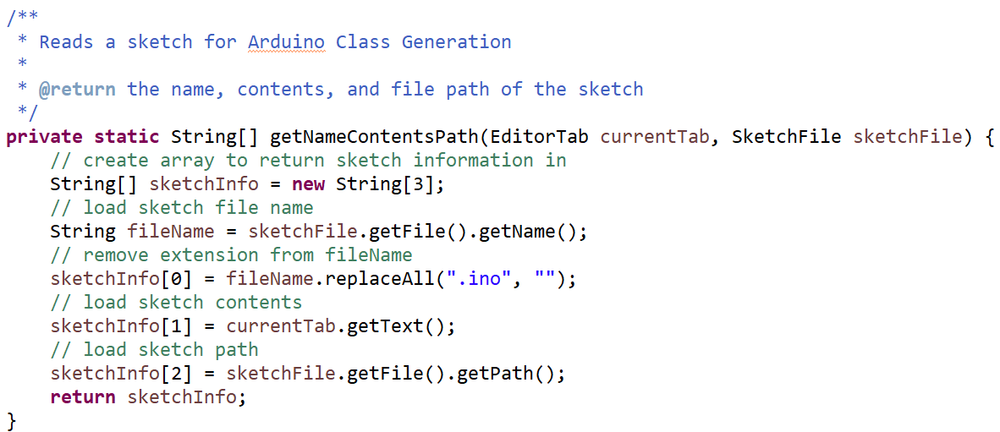 /**
 * Reads a sketch for Arduino Class Generation
 *
 * @return the name, contents, and file path of the sketch
 */
private static String[] getNameContentsPath(EditorTab currentTab, SketchFile sketchFile) {
    // create array to return sketch information in
    String[] sketchInfo = new String[3];
    // load sketch file name
    String fileName = sketchFile.getFile().getName();
    // remove extension from fileName
    sketchInfo[0] = fileName.replaceAll(".ino", "");
    // load sketch contents
    sketchInfo[1] = currentTab.getText();
    // load sketch path
    sketchInfo[2] = sketchFile.getFile().getPath();
    return sketchInfo;
}